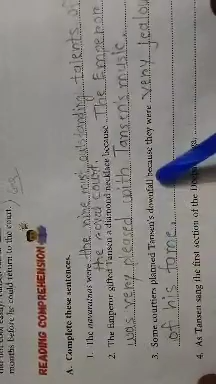 months before he could return to the court
READING COMPREHENSION
A. Complete these sentences.
1. The navaratnas were the nine most outstanding talents of
the royal court.
2. The Emperor gifted Tansen a diamond necklace because The Emperor
was very pleased with Tansen's music.
3. Some courtiers planned Tansen's downfall because they were very jealous
of his fame.
4. As Tansen sang the first section of the